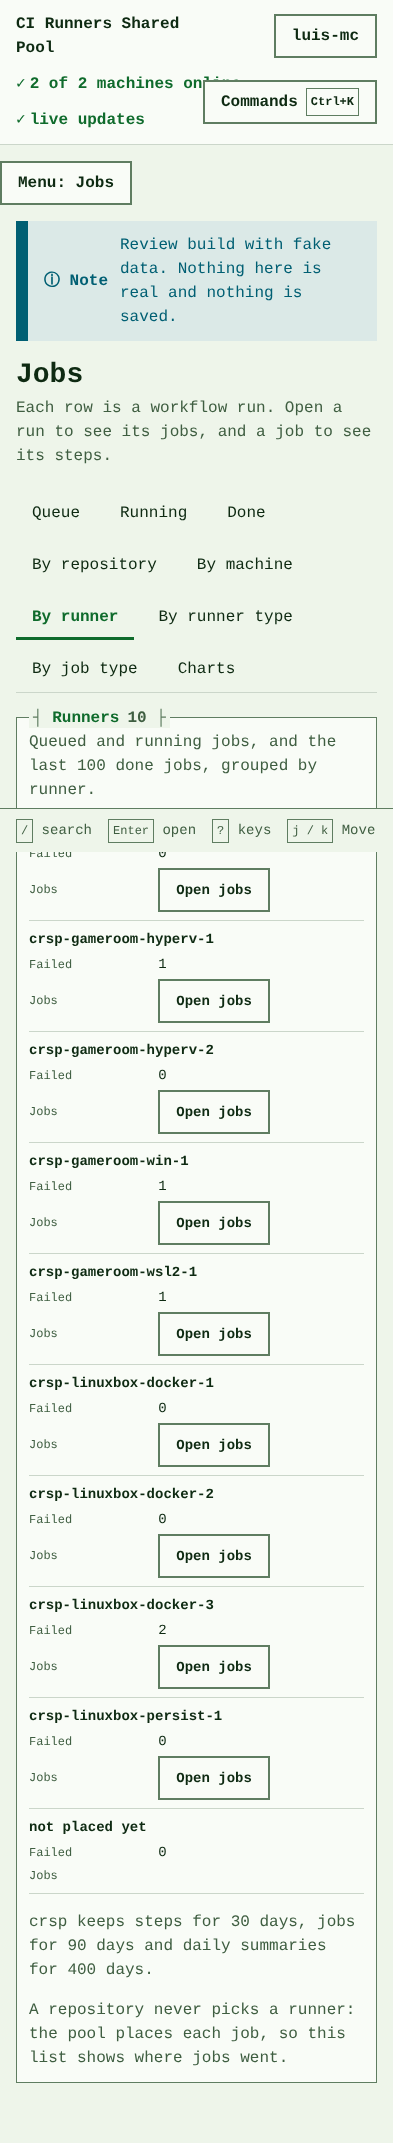 CI Runners Shared
Pool
luis-mc
✓ 2 of 2 machines
Commands Ctrl+K
✓ live updates
Menu: Jobs
ⓘ Note
Review build with fake
data. Nothing here is
real and nothing is
saved.
Jobs
Each row is a workflow run. Open a
run to see its jobs, and a job to see
its steps.
Queue Running Done
By repository By machine
By runner By runner type
By job type Charts
Runners 10
Queued and running jobs, and the
last 100 done jobs, grouped by
runner.
/ search Enter open ? keys j / k Move
Failed 0
Jobs Open jobs
crsp-gameroom-hyperv-1
Failed 1
Jobs Open jobs
crsp-gameroom-hyperv-2
Failed 0
Jobs Open jobs
crsp-gameroom-win-1
Failed 1
Jobs Open jobs
crsp-gameroom-wsl2-1
Failed 1
Jobs Open jobs
crsp-linuxbox-docker-1
Failed 0
Jobs Open jobs
crsp-linuxbox-docker-2
Failed 0
Jobs Open jobs
crsp-linuxbox-docker-3
Failed 2
Jobs Open jobs
crsp-linuxbox-persist-1
Failed 0
Jobs Open jobs
not placed yet
Failed 0
Jobs
crsp keeps steps for 30 days, jobs
for 90 days and daily summaries
for 400 days.
A repository never picks a runner:
the pool places each job, so this
list shows where jobs went.